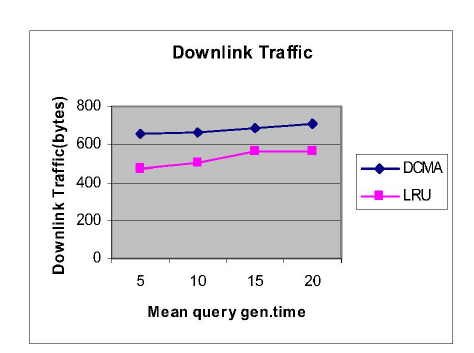 Downlink Traffic
Downlink Traffic(bytes)
800
600
400
200
0
5 10 15 20
Mean query gen.time
DCMA
LRU